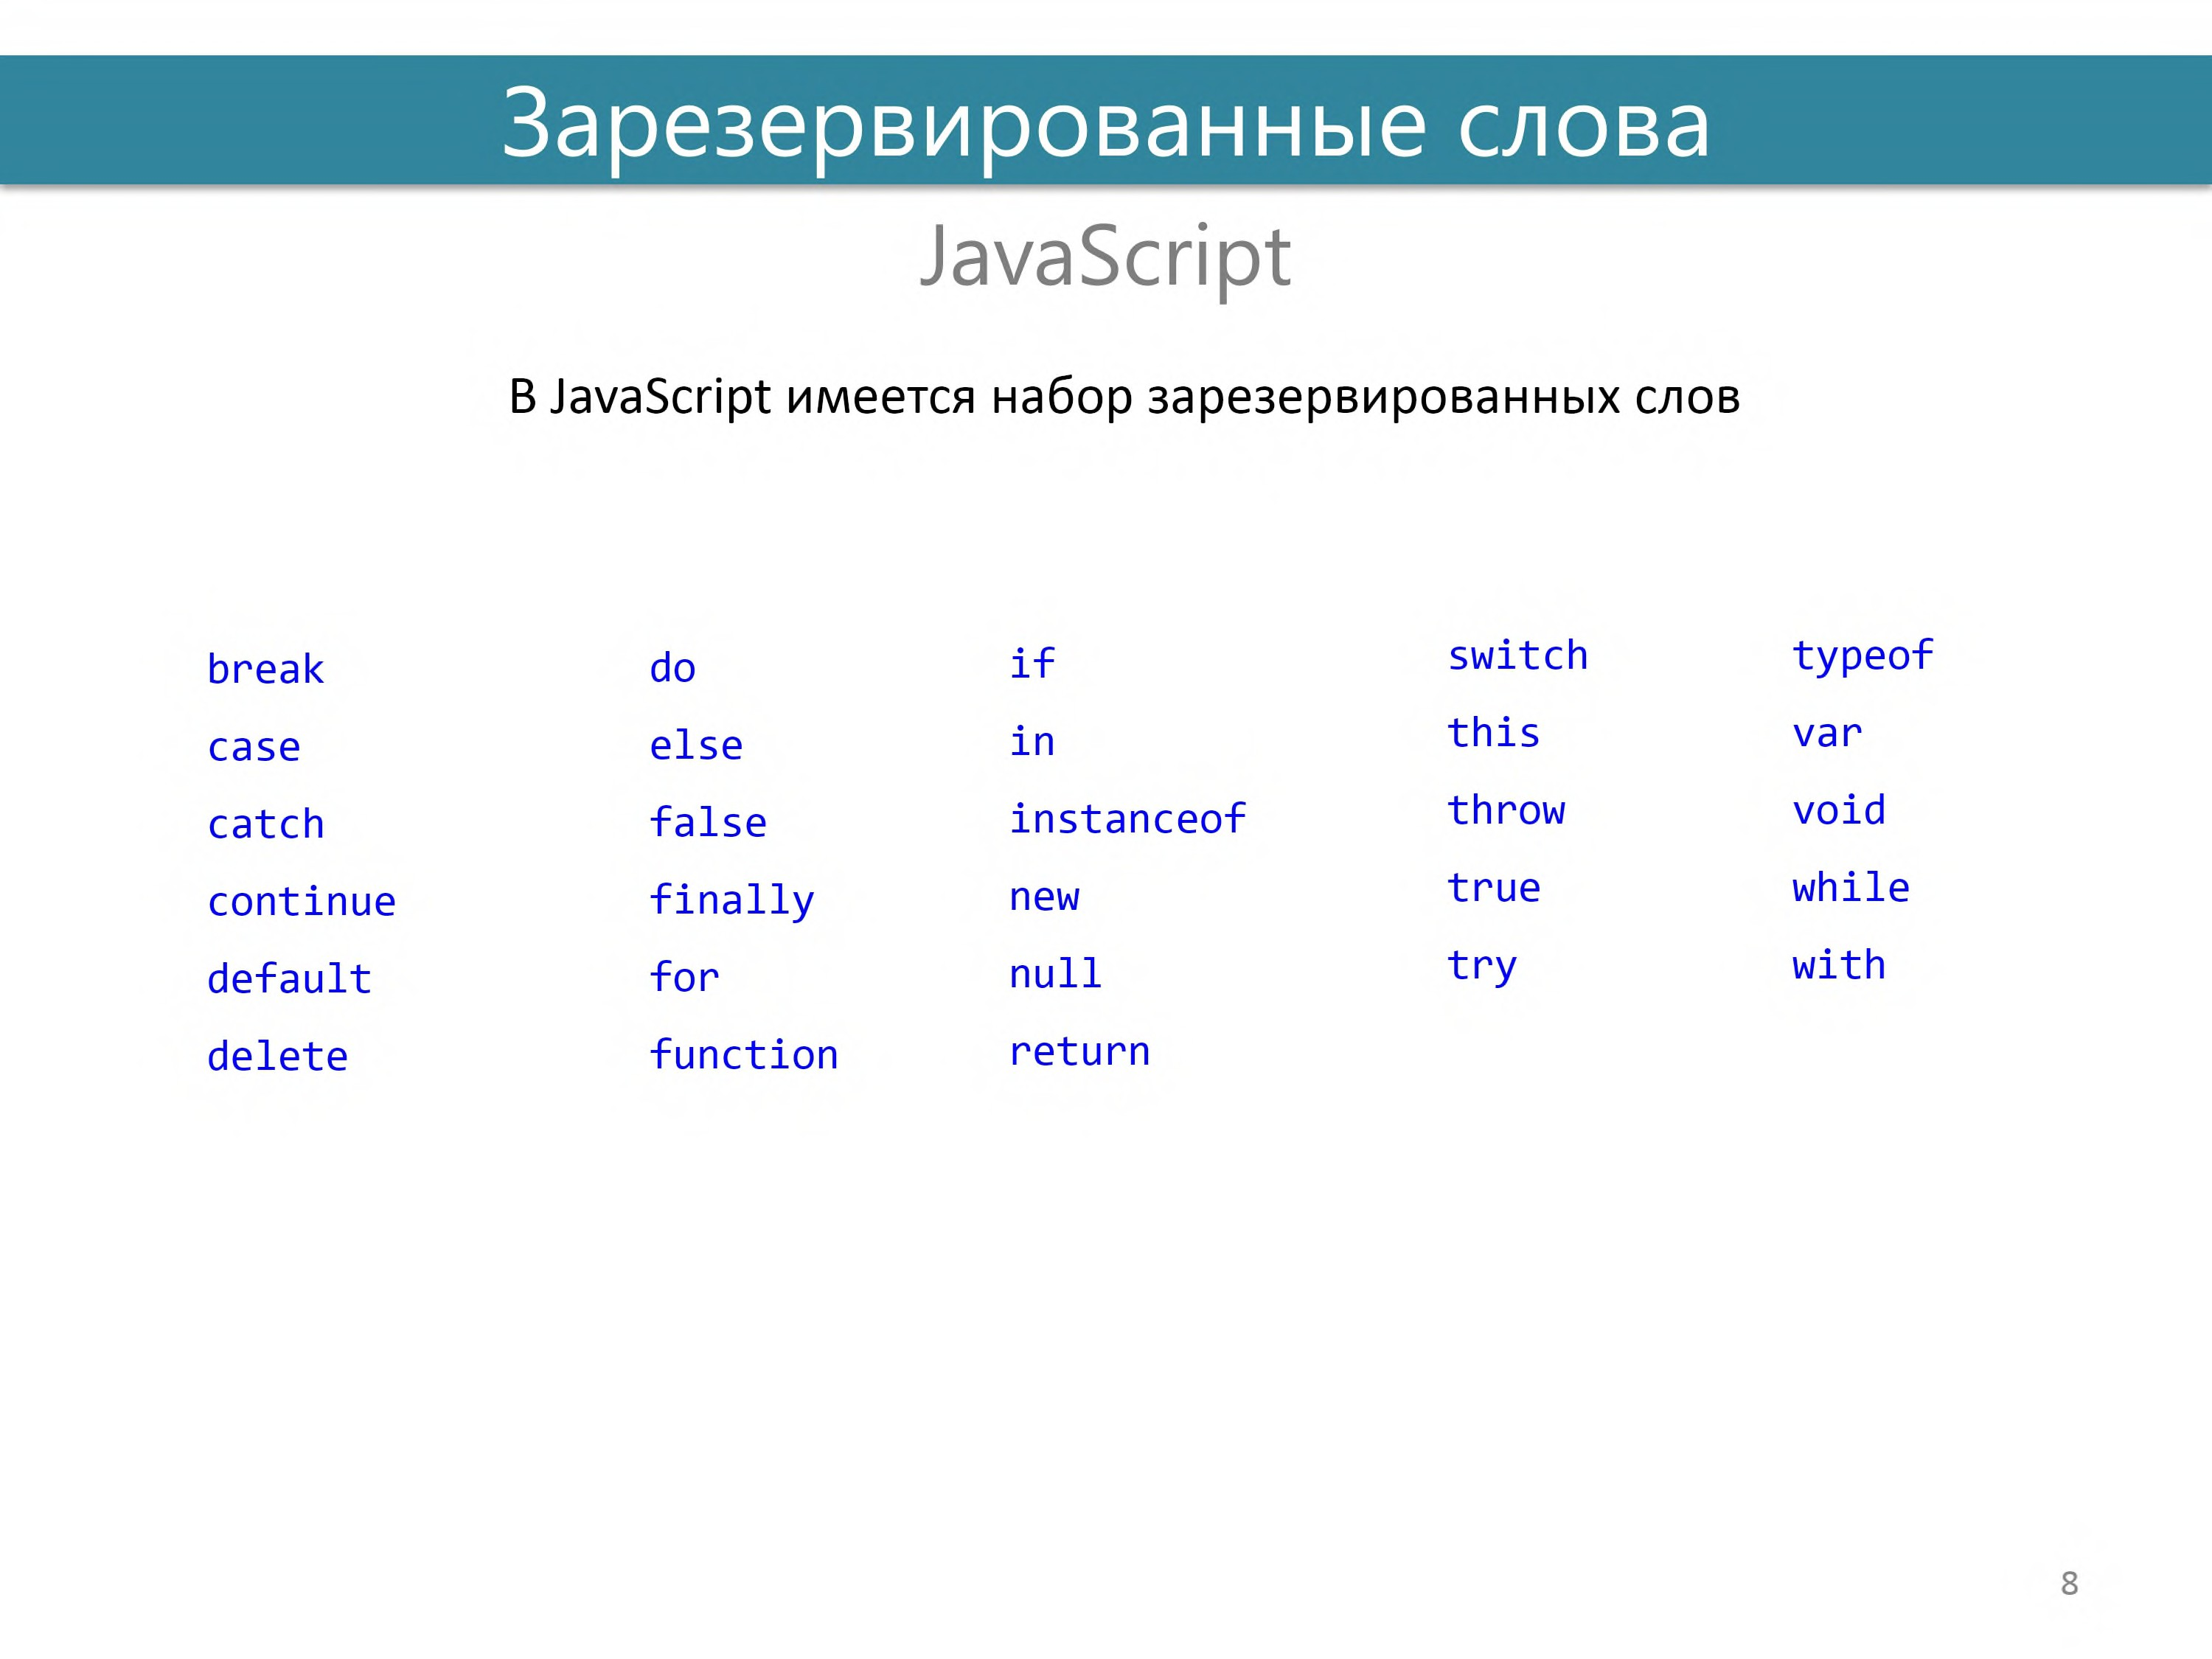 Зарезервированные слова
JavaScript
В JavaScript имеется набор зарезервированных слов
break
case
catch
continue
default
delete
do
else
false
finally
for
function
if
in
instanceof
new
null
return
switch
this
throw
true
try
typeof
var
void
while
with
8